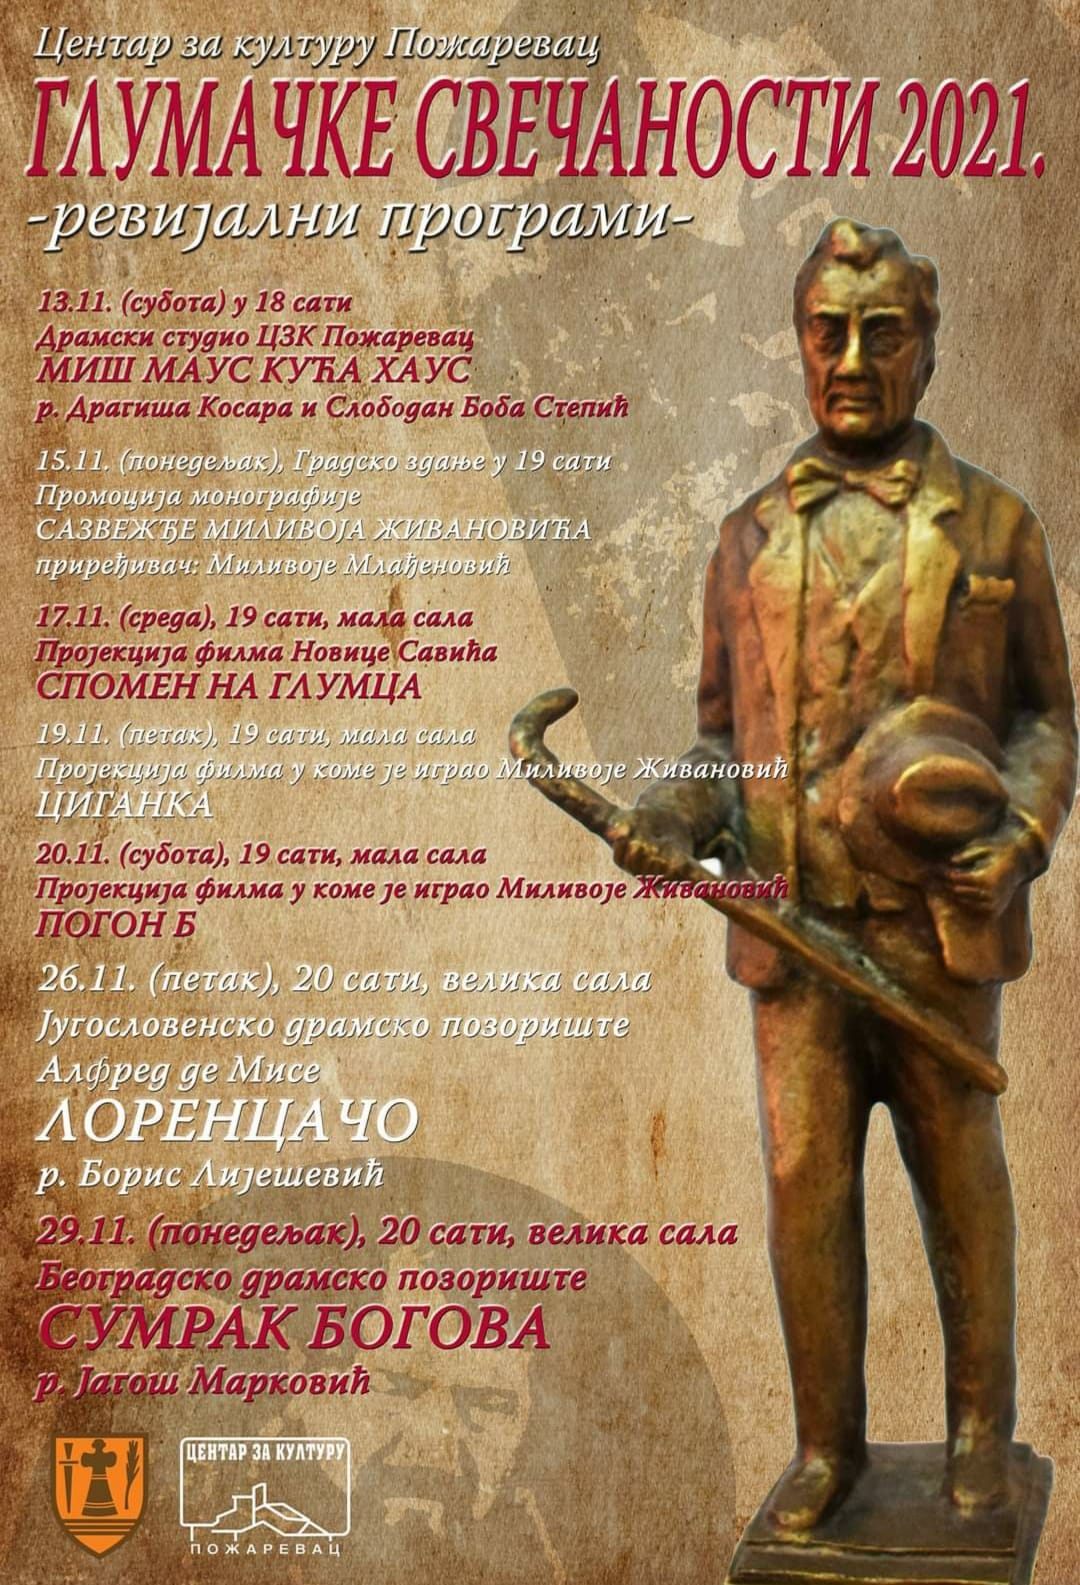 Центар за културу Пожаревац
ГЛУМАЧКЕ СВЕЧАНОСТИ 2021.
-ревијални програми-
13.11. (субота) у 18 сати
Драмски студио ЦЗК Пожаревац
МИШ МАУС КУЋА ХАУС
р. Драгиша Косара и Слободан Боба Степић
15.11. (понедељак), Градско здање у 19 сати
Промоција монографије
САЗВЕЖЂЕ МИЛИВОЈА ЖИВАНОВИЋА
приређивач: Миливоје Млађеновић
17.11. (среда), 19 сати, мала сала
Пројекција филма Новице Савића
СПОМЕН НА ГЛУМЦА
19.11. (петак), 19 сати, мала сала
Пројекција филма у коме је играо Миливоје Живановић
ЦИГАНКА
20.11. (субота), 19 сати, мала сала
Пројекција филма у коме је играо Миливоје Живановић
ПОГОН Б
26.11. (петак), 20 сати, велика сала
Југословенско драмско позориште
Алфред де Мисе
ЛОРЕНЦАЧО
р. Борис Лијешевић
29.11. (понедељак), 20 сати, велика сала
Београдско драмско позориште
СУМРАК БОГОВА
р. Јагош Марковић
ЦЕНТАР ЗА КУЛТУРУ
ПОЖАРЕВАЦ